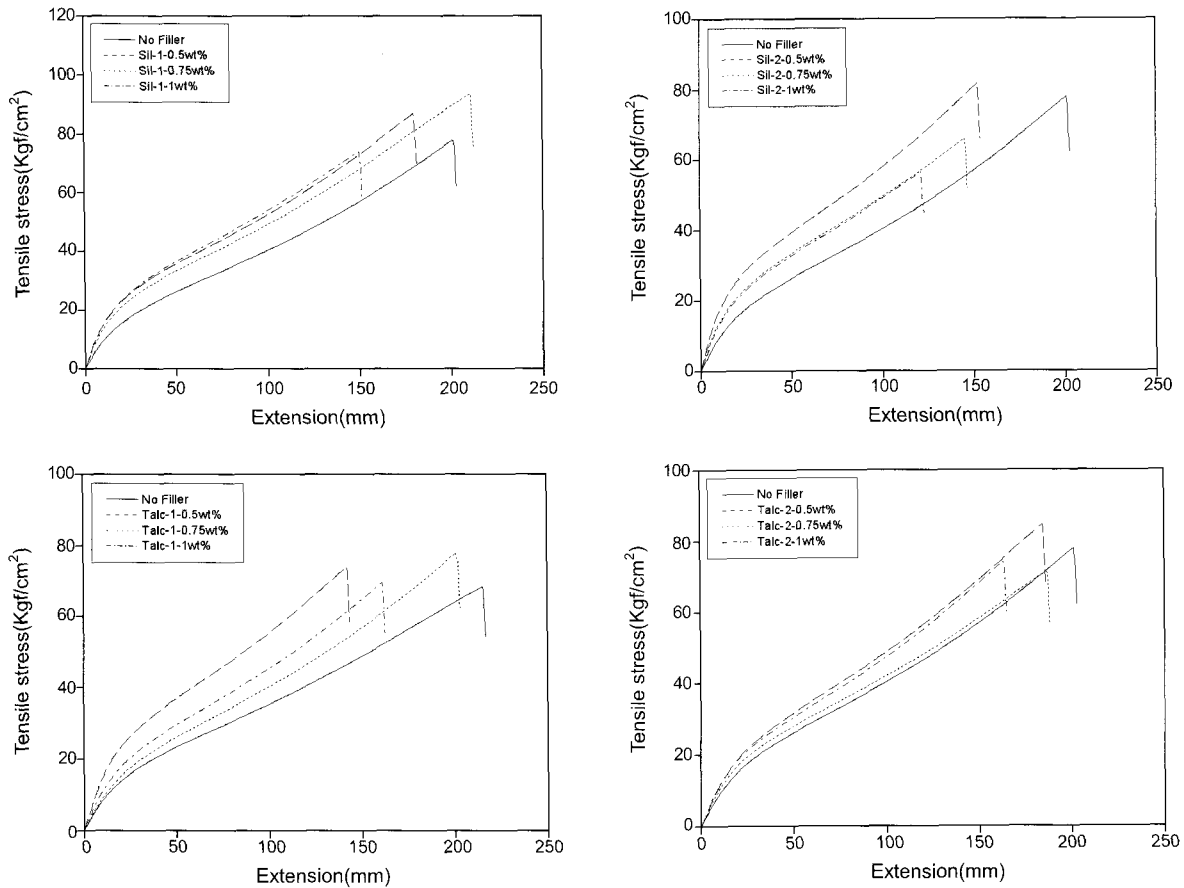 120
100
80
60
40
20
0
No Filler
Sil-1-0.5wt%
Sil-1-0.75wt%
Sil-1-1wt%
Tensile stress(Kgf/cm²)
0 50 100 150 200 250
Extension(mm)
100
80
60
40
20
0
No Filler
Sil-2-0.5wt%
Sil-2-0.75wt%
Sil-2-1wt%
Tensile stress(Kgf/cm²)
0 50 100 150 200 250
Extension(mm)
100
80
60
40
20
0
No Filler
Talc-1-0.5wt%
Talc-1-0.75wt%
Talc-1-1wt%
Tensile stress(Kgf/cm²)
0 50 100 150 200 250
Extension(mm)
100
80
60
40
20
0
No Filler
Talc-2-0.5wt%
Talc-2-0.75wt%
Talc-2-1wt%
Tensile stress(Kgf/cm²)
0 50 100 150 200 250
Extension(mm)